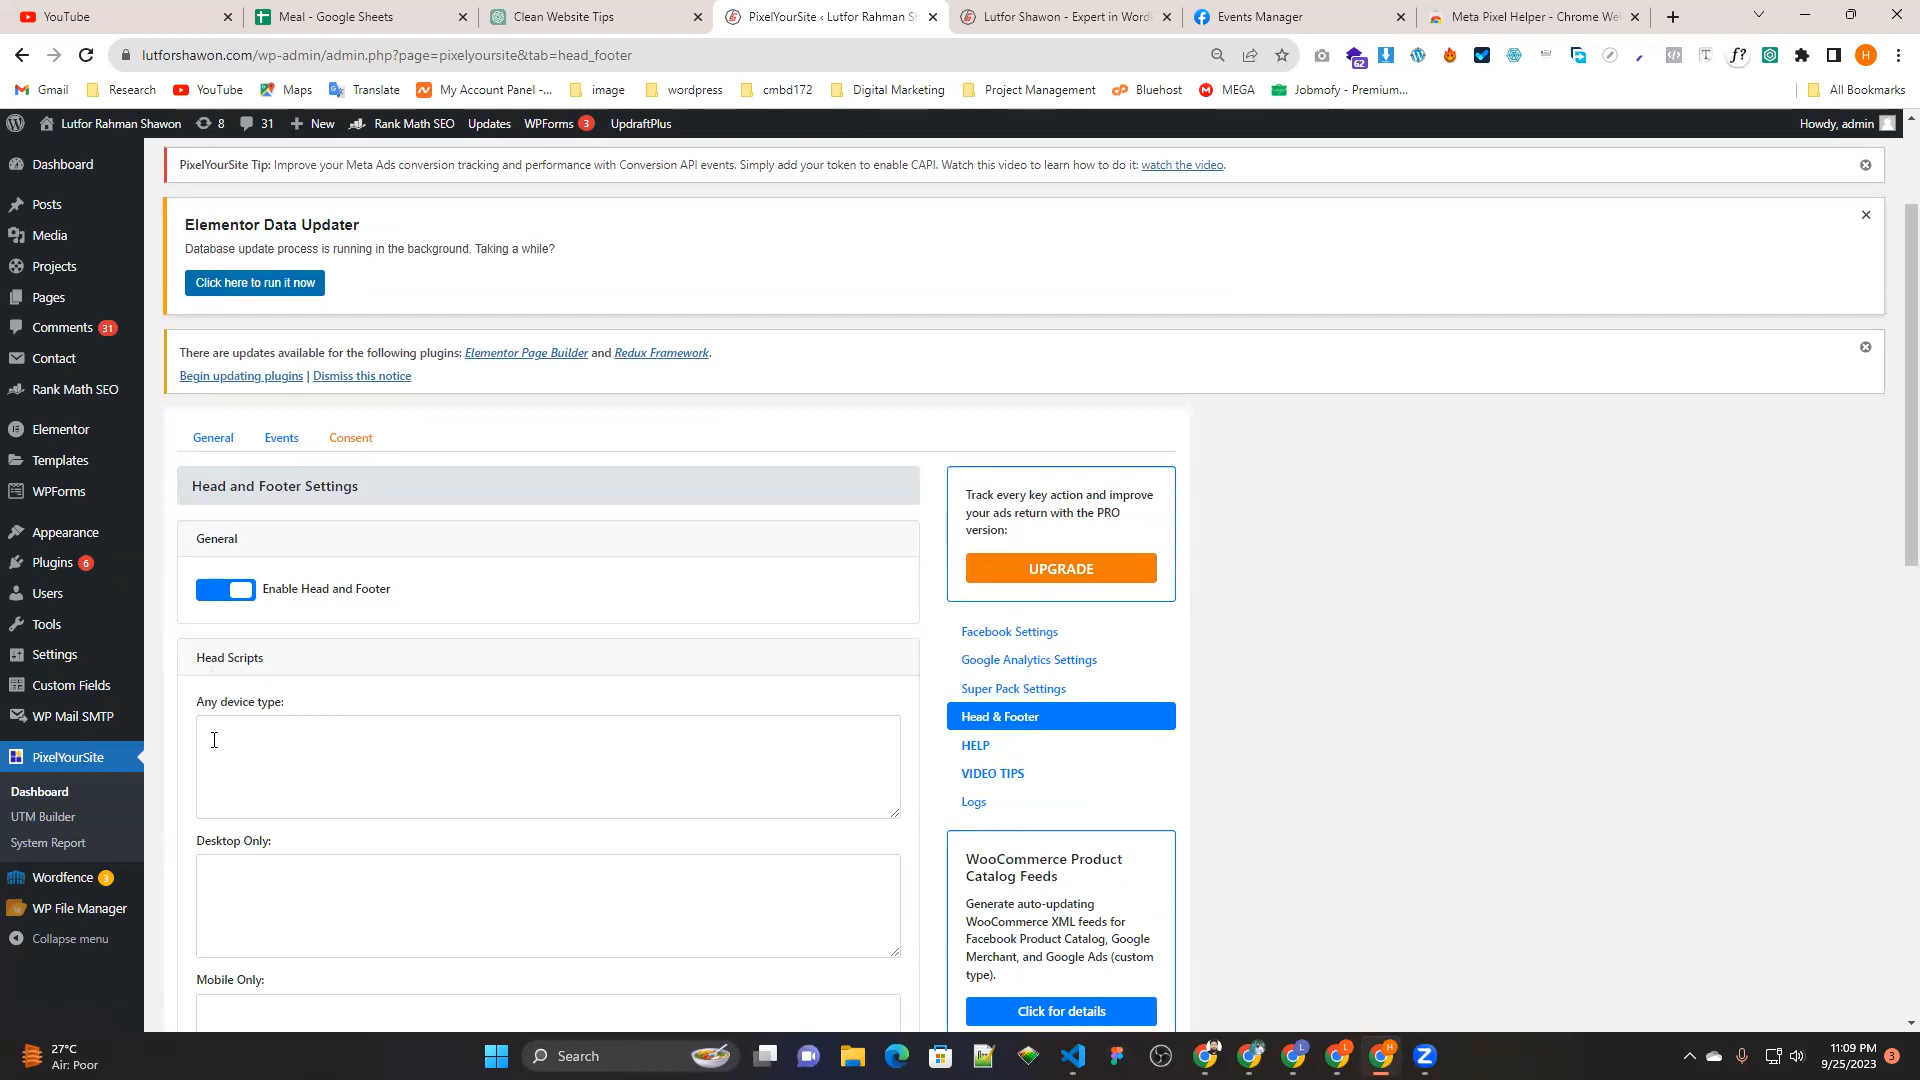 YouTube
Meal - Google Sheets
Clean Website Tips
PixelYourSite ‹ Lutfor Rahman Sh
Lutfor Shawon - Expert in Word
Events Manager
Meta Pixel Helper - Chrome We
lutforshawon.com/wp-admin/admin.php?page=pixelyoursite&tab=head_footer
62
H
Gmail
Research
YouTube
Maps
Translate
My Account Panel -...
image
wordpress
cmbd172
Digital Marketing
Project Management
Bluehost
MEGA
Jobmofy - Premium...
All Bookmarks
Lutfor Rahman Shawon
8
31
New
Rank Math SEO
Updates
WPForms 3
UpdraftPlus
Howdy, admin
Dashboard
Posts
Media
Projects
Pages
Comments 31
Contact
Rank Math SEO
Elementor
Templates
WPForms
Appearance
Plugins 6
Users
Tools
Settings
Custom Fields
WP Mail SMTP
PixelYourSite
Dashboard
UTM Builder
System Report
Wordfence 3
WP File Manager
Collapse menu
PixelYourSite Tip: Improve your Meta Ads conversion tracking and performance with Conversion API events. Simply add your token to enable CAPI. Watch this video to learn how to do it: watch the video.
Elementor Data Updater
Database update process is running in the background. Taking a while?
Click here to run it now
There are updates available for the following plugins: Elementor Page Builder and Redux Framework.
Begin updating plugins | Dismiss this notice
General
Events
Consent
Head and Footer Settings
General
Enable Head and Footer
Head Scripts
Any device type:
Desktop Only:
Mobile Only:
Track every key action and improve
your ads return with the PRO
version:
UPGRADE
Facebook Settings
Google Analytics Settings
Super Pack Settings
Head & Footer
HELP
VIDEO TIPS
Logs
WooCommerce Product
Catalog Feeds
Generate auto-updating
WooCommerce XML feeds for
Facebook Product Catalog, Google
Merchant, and Google Ads (custom
type).
Click for details
27°C
Air: Poor
Search
11:09 PM
9/25/2023
3